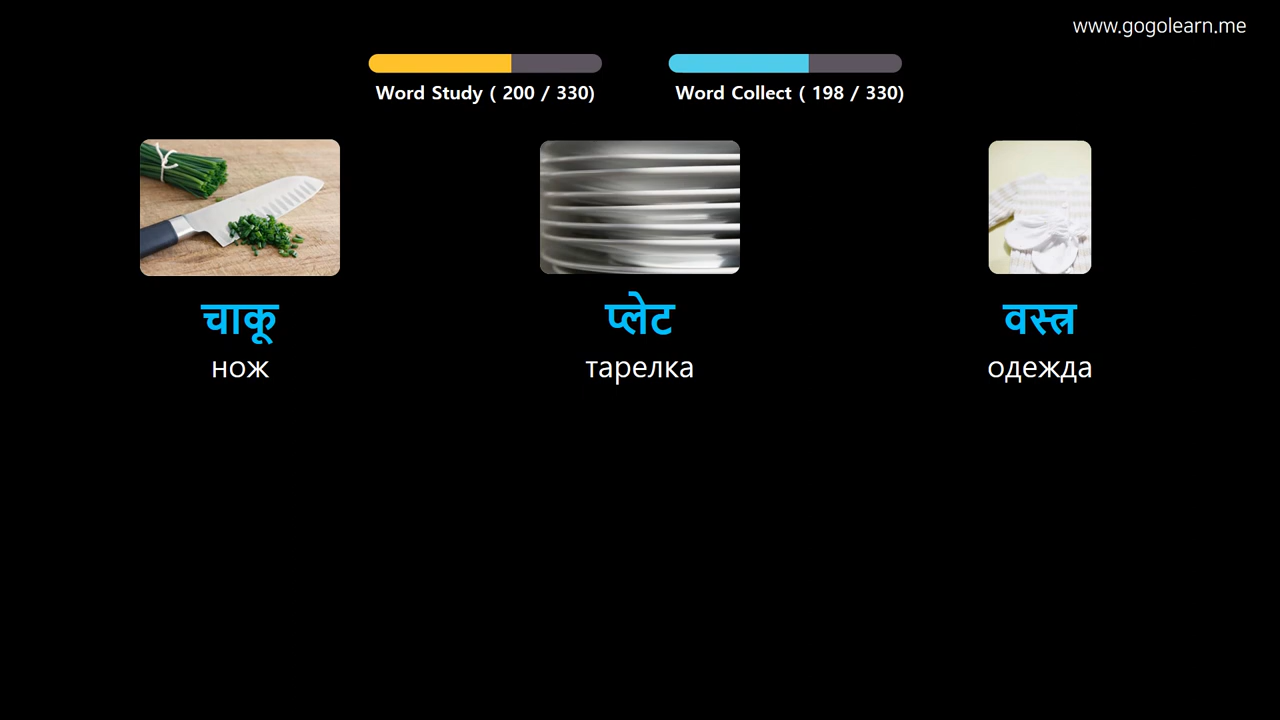 www.gogolearn.me
Word Study ( 200 / 330)
Word Collect ( 198 / 330)
चाकू
нож
प्लेट
тарелка
वस्त्र
одежда